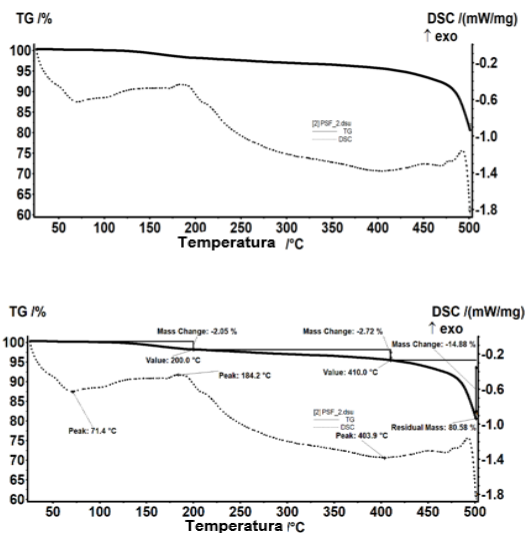 TG /%
DSC /(mW/mg)
↑ exo
100
95
90
85
80
75
70
65
60
-0.2
-0.6
-1.0
-1.4
-1.8
[2] PSF_2.dsu
TG
DSC
50 100 150 200 250 300 350 400 450 500
Temperatura /°C
TG /%
DSC /(mW/mg)
↑ exo
Mass Change: -2.05 %
Mass Change: -2.72 %
Mass Change: -14.88 %
100
95
90
85
80
75
70
65
60
-0.2
-0.6
-1.0
-1.4
-1.8
Value: 200.0 °C
Value: 410.0 °C
Peak: 184.2 °C
Peak: 71.4 °C
[2] PSF_2.dsu
TG
DSC
Residual Mass: 80.58 %
Peak: 403.9 °C
50 100 150 200 250 300 350 400 450 500
Temperatura /°C